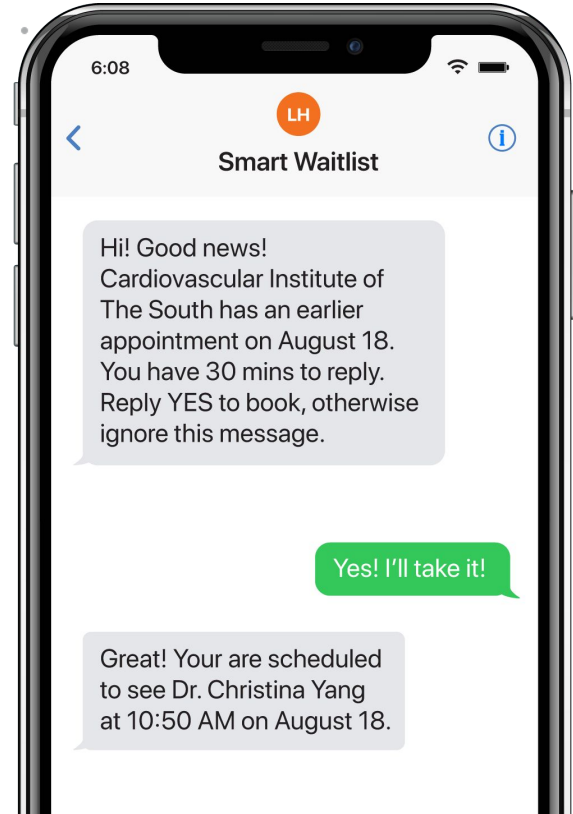 6:08
LH
Smart Waitlist
Hi! Good news!
Cardiovascular Institute of
The South has an earlier
appointment on August 18.
You have 30 mins to reply.
Reply YES to book, otherwise
ignore this message.
Yes! I'll take it!
Great! Your are scheduled
to see Dr. Christina Yang
at 10:50 AM on August 18.